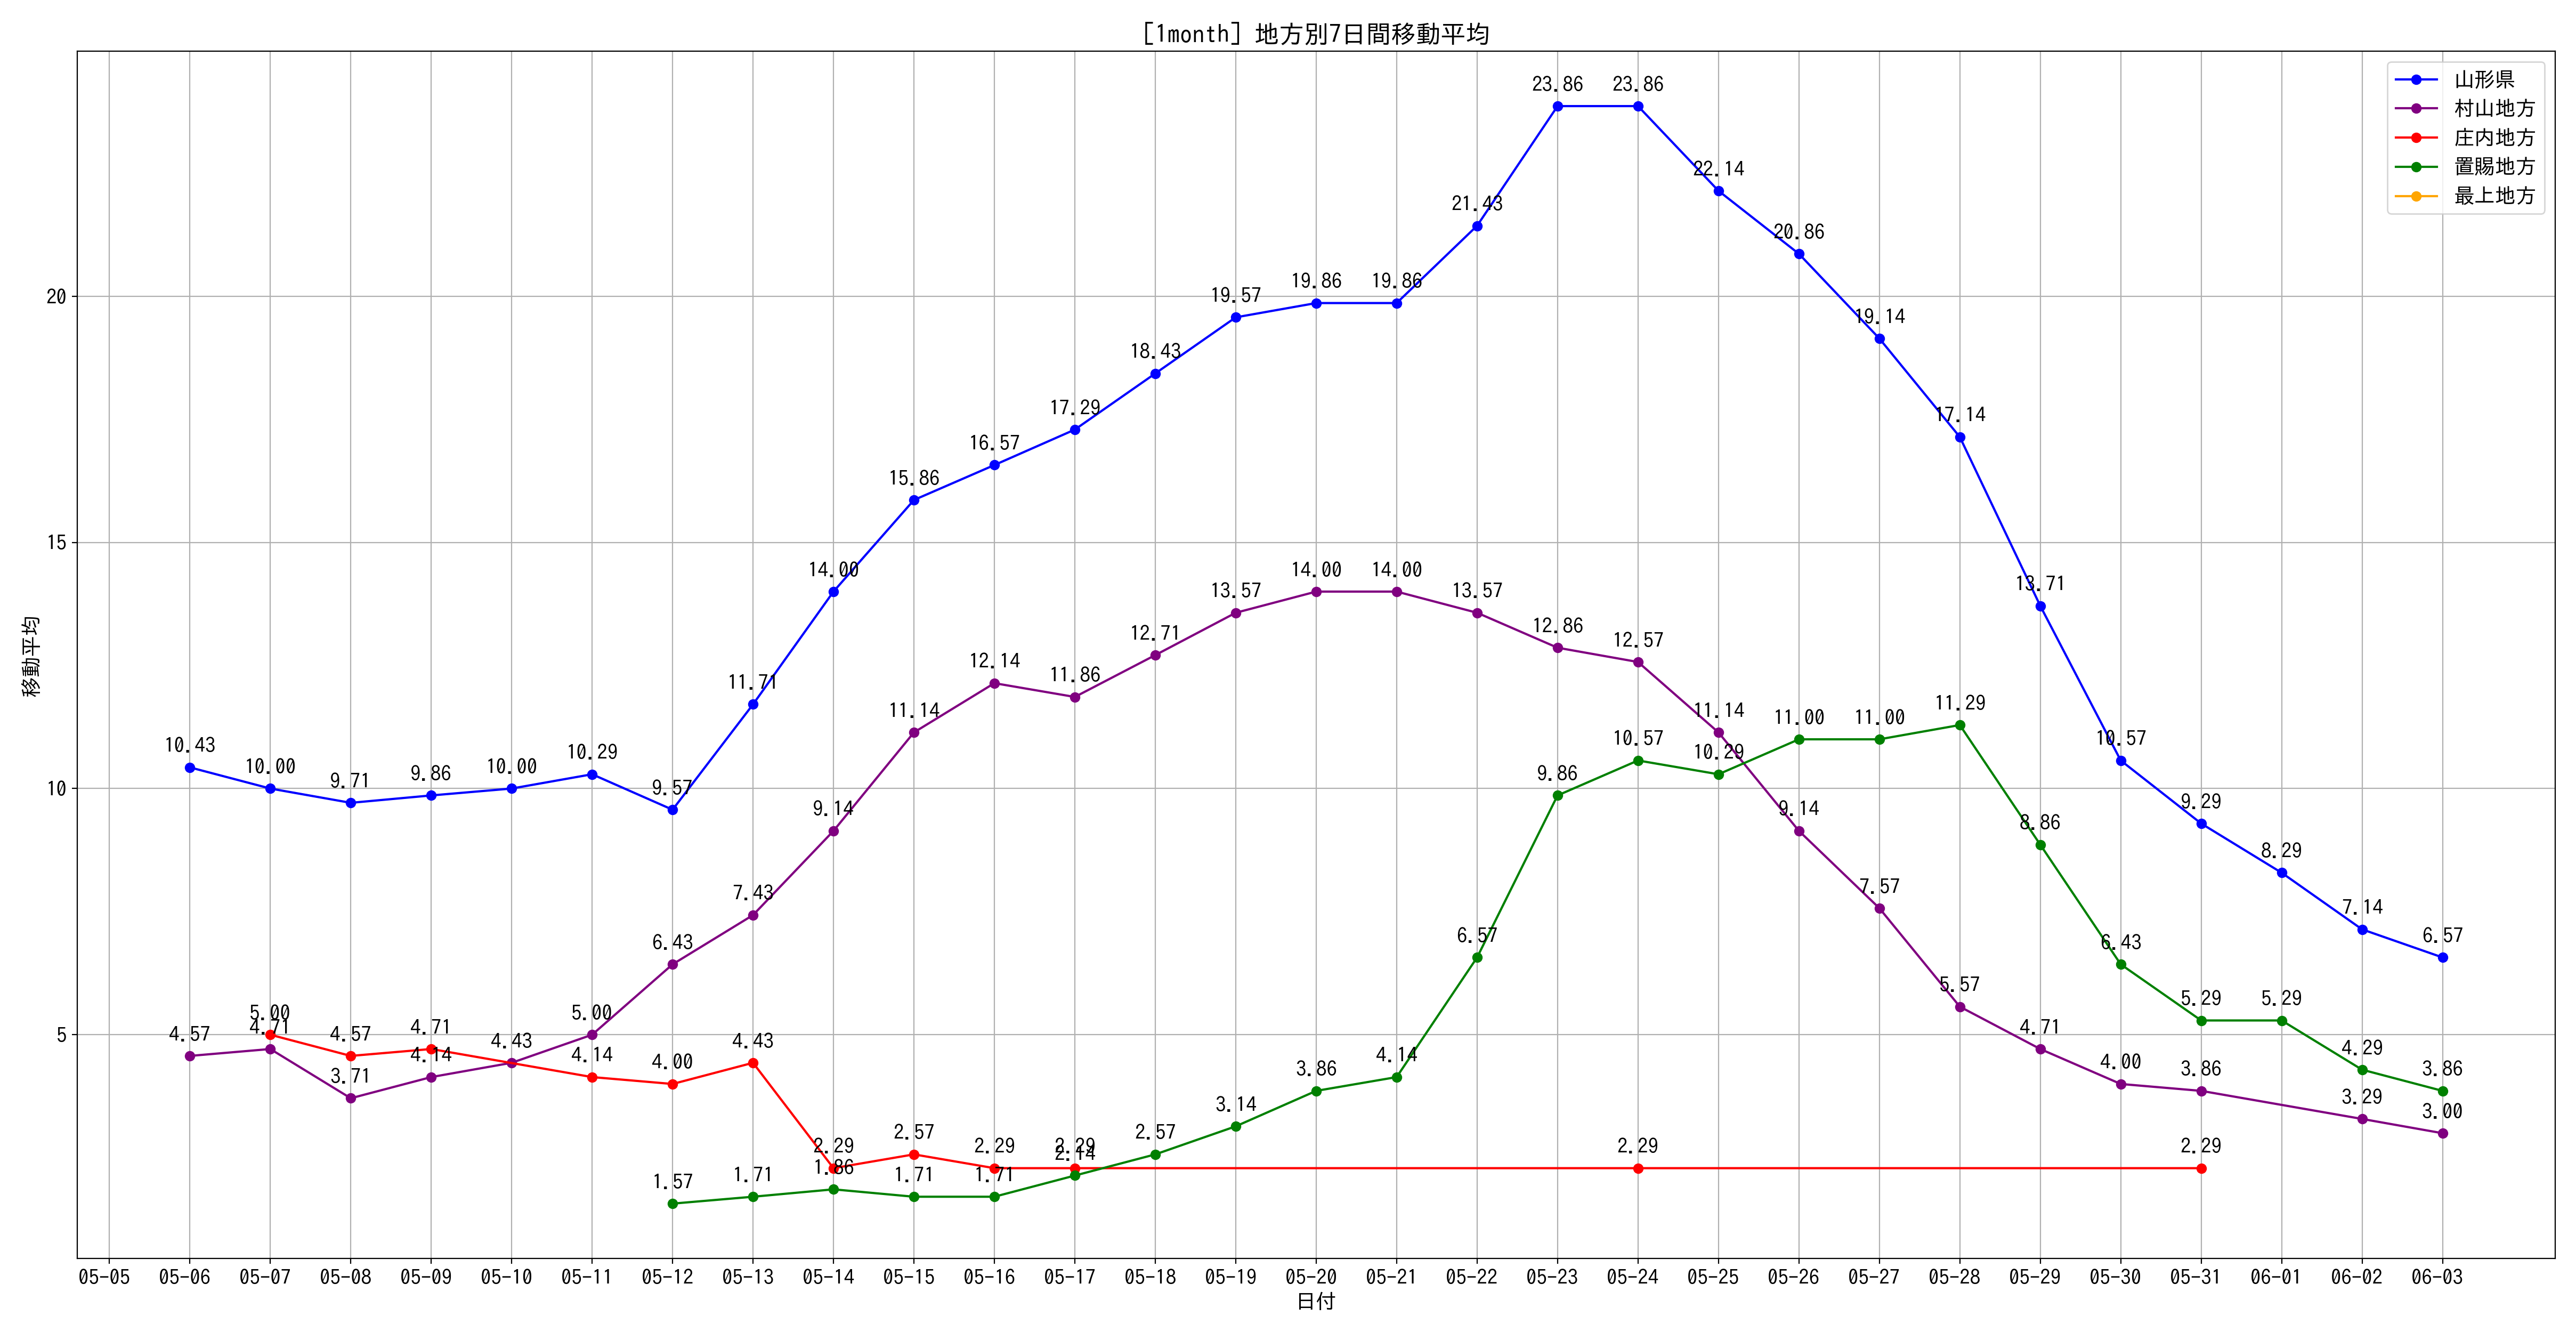 [1month] 地方別7日間移動平均
山形県
村山地方
庄内地方
置賜地方
最上地方
移動平均
20
15
10
5
10.43 10.00 9.71 9.86 10.00 10.29 9.57 11.71 14.00 15.86 16.57 17.29 18.43 19.57 19.86 19.86 21.43 23.86 23.86 22.14 20.86 19.14 17.14 13.71 10.57 9.29 8.29 7.14 6.57
4.57 4.71 3.71 4.14 4.43 5.00 6.43 7.43 9.14 11.14 12.14 11.86 12.71 13.57 14.00 14.00 13.57 12.86 12.57 11.14 9.14 7.57 5.57 4.71 4.00 3.86 3.29 3.00
5.00 4.57 4.71 4.14 4.00 4.43 2.29 2.57 2.29 2.29 2.29 2.29
1.57 1.71 1.86 1.71 1.71 2.14 2.57 3.14 3.86 4.14 6.57 9.86 10.57 10.29 11.00 11.00 11.29 8.86 6.43 5.29 5.29 4.29 3.86
05-05 05-06 05-07 05-08 05-09 05-10 05-11 05-12 05-13 05-14 05-15 05-16 05-17 05-18 05-19 05-20 05-21 05-22 05-23 05-24 05-25 05-26 05-27 05-28 05-29 05-30 05-31 06-01 06-02 06-03
日付